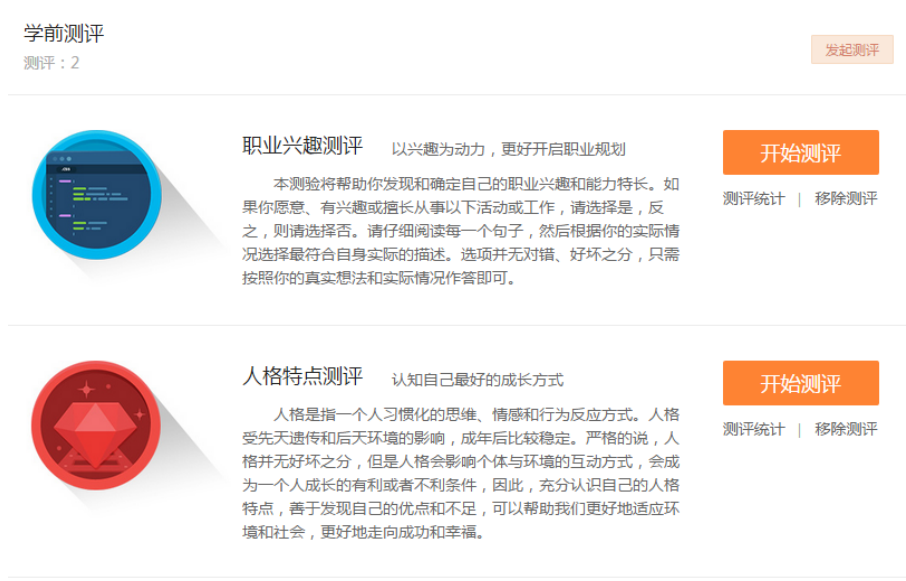 学前测评
测评：2
发起测评
职业兴趣测评 以兴趣为动力，更好开启职业规划
本测验将帮助你发现和确定自己的职业兴趣和能力特长。如
果你愿意、有兴趣或擅长从事以下活动或工作，请选择是，反
之，则请选择否。请仔细阅读每一个句子，然后根据你的实际情
况选择最符合自身实际的描述。选项并无对错、好坏之分，只需
按照你的真实想法和实际情况作答即可。
开始测评
测评统计 | 移除测评
人格特点测评 认知自己最好的成长方式
人格是指一个人习惯化的思维、情感和行为反应方式。人格
受先天遗传和后天环境的影响，成年后比较稳定。严格的说，人
格并无好坏之分，但是人格会影响个体与环境的互动方式，会成
为一个人成长的有利或者不利条件，因此，充分认识自己的人格
特点，善于发现自己的优点和不足，可以帮助我们更好地适应环
境和社会，更好地走向成功和幸福。
开始测评
测评统计 | 移除测评